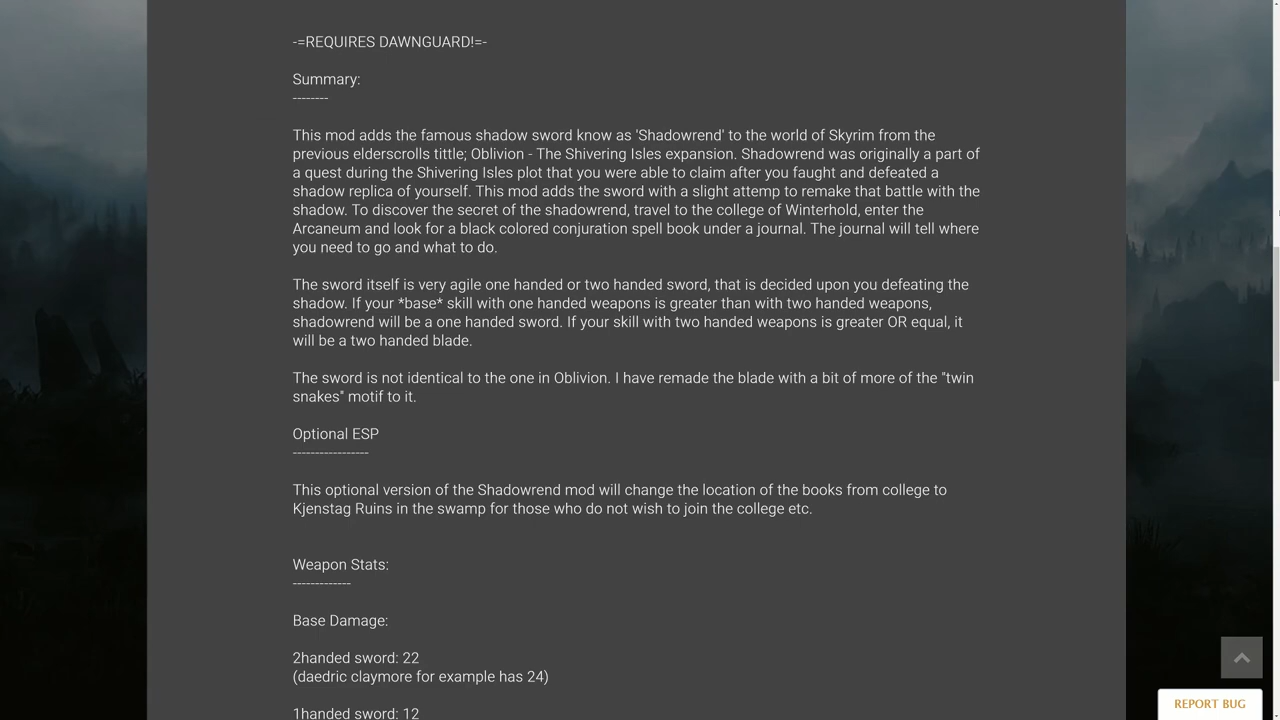 -=REQUIRES DAWNGUARD!=-
Summary:
--------
This mod adds the famous shadow sword know as 'Shadowrend' to the world of Skyrim from the
previous elderscrolls tittle; Oblivion - The Shivering Isles expansion. Shadowrend was originally a part of
a quest during the Shivering Isles plot that you were able to claim after you faught and defeated a
shadow replica of yourself. This mod adds the sword with a slight attemp to remake that battle with the
shadow. To discover the secret of the shadowrend, travel to the college of Winterhold, enter the
Arcaneum and look for a black colored conjuration spell book under a journal. The journal will tell where
you need to go and what to do.
The sword itself is very agile one handed or two handed sword, that is decided upon you defeating the
shadow. If your *base* skill with one handed weapons is greater than with two handed weapons,
shadowrend will be a one handed sword. If your skill with two handed weapons is greater OR equal, it
will be a two handed blade.
The sword is not identical to the one in Oblivion. I have remade the blade with a bit of more of the "twin
snakes" motif to it.
Optional ESP
-----------------
This optional version of the Shadowrend mod will change the location of the books from college to
Kjenstag Ruins in the swamp for those who do not wish to join the college etc.
Weapon Stats:
-------------
Base Damage:
2handed sword: 22
(daedric claymore for example has 24)
1handed sword: 12
REPORT BUG